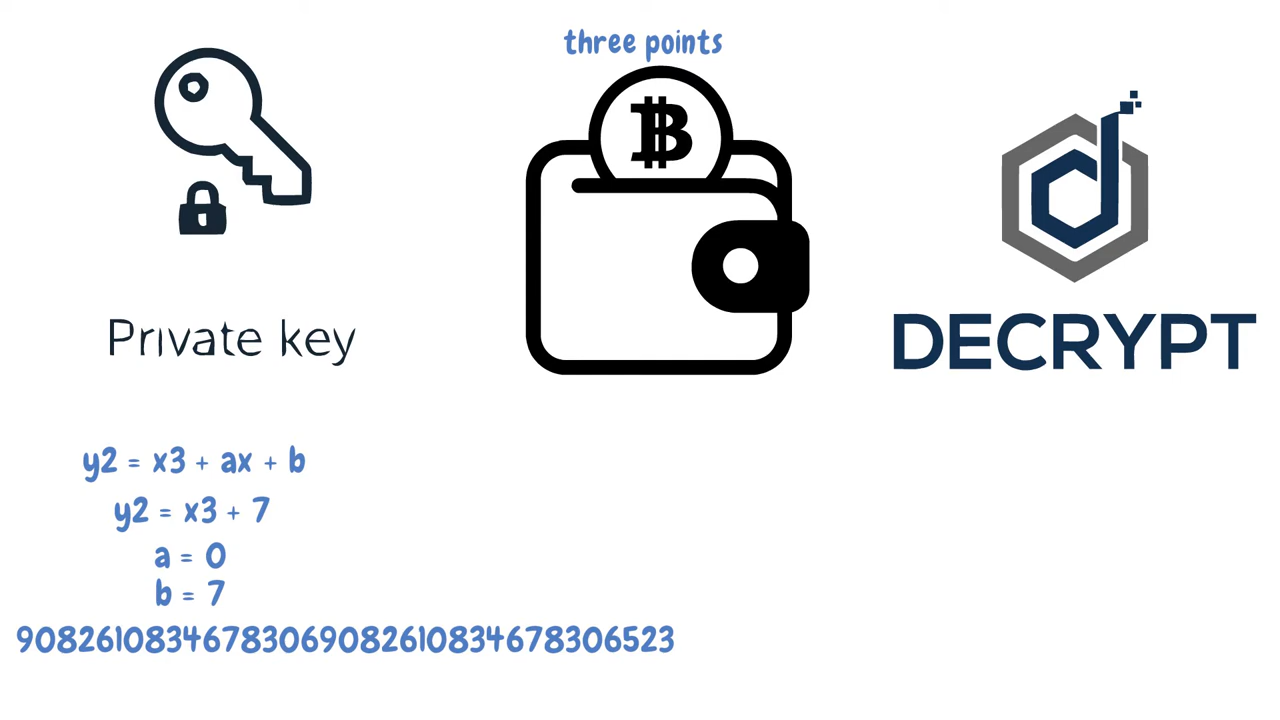 three points
Private key
DECRYPT
y2 = x3 + ax + b
y2 = x3 + 7
a = 0
b = 7
908261083467830690826108346783065​23